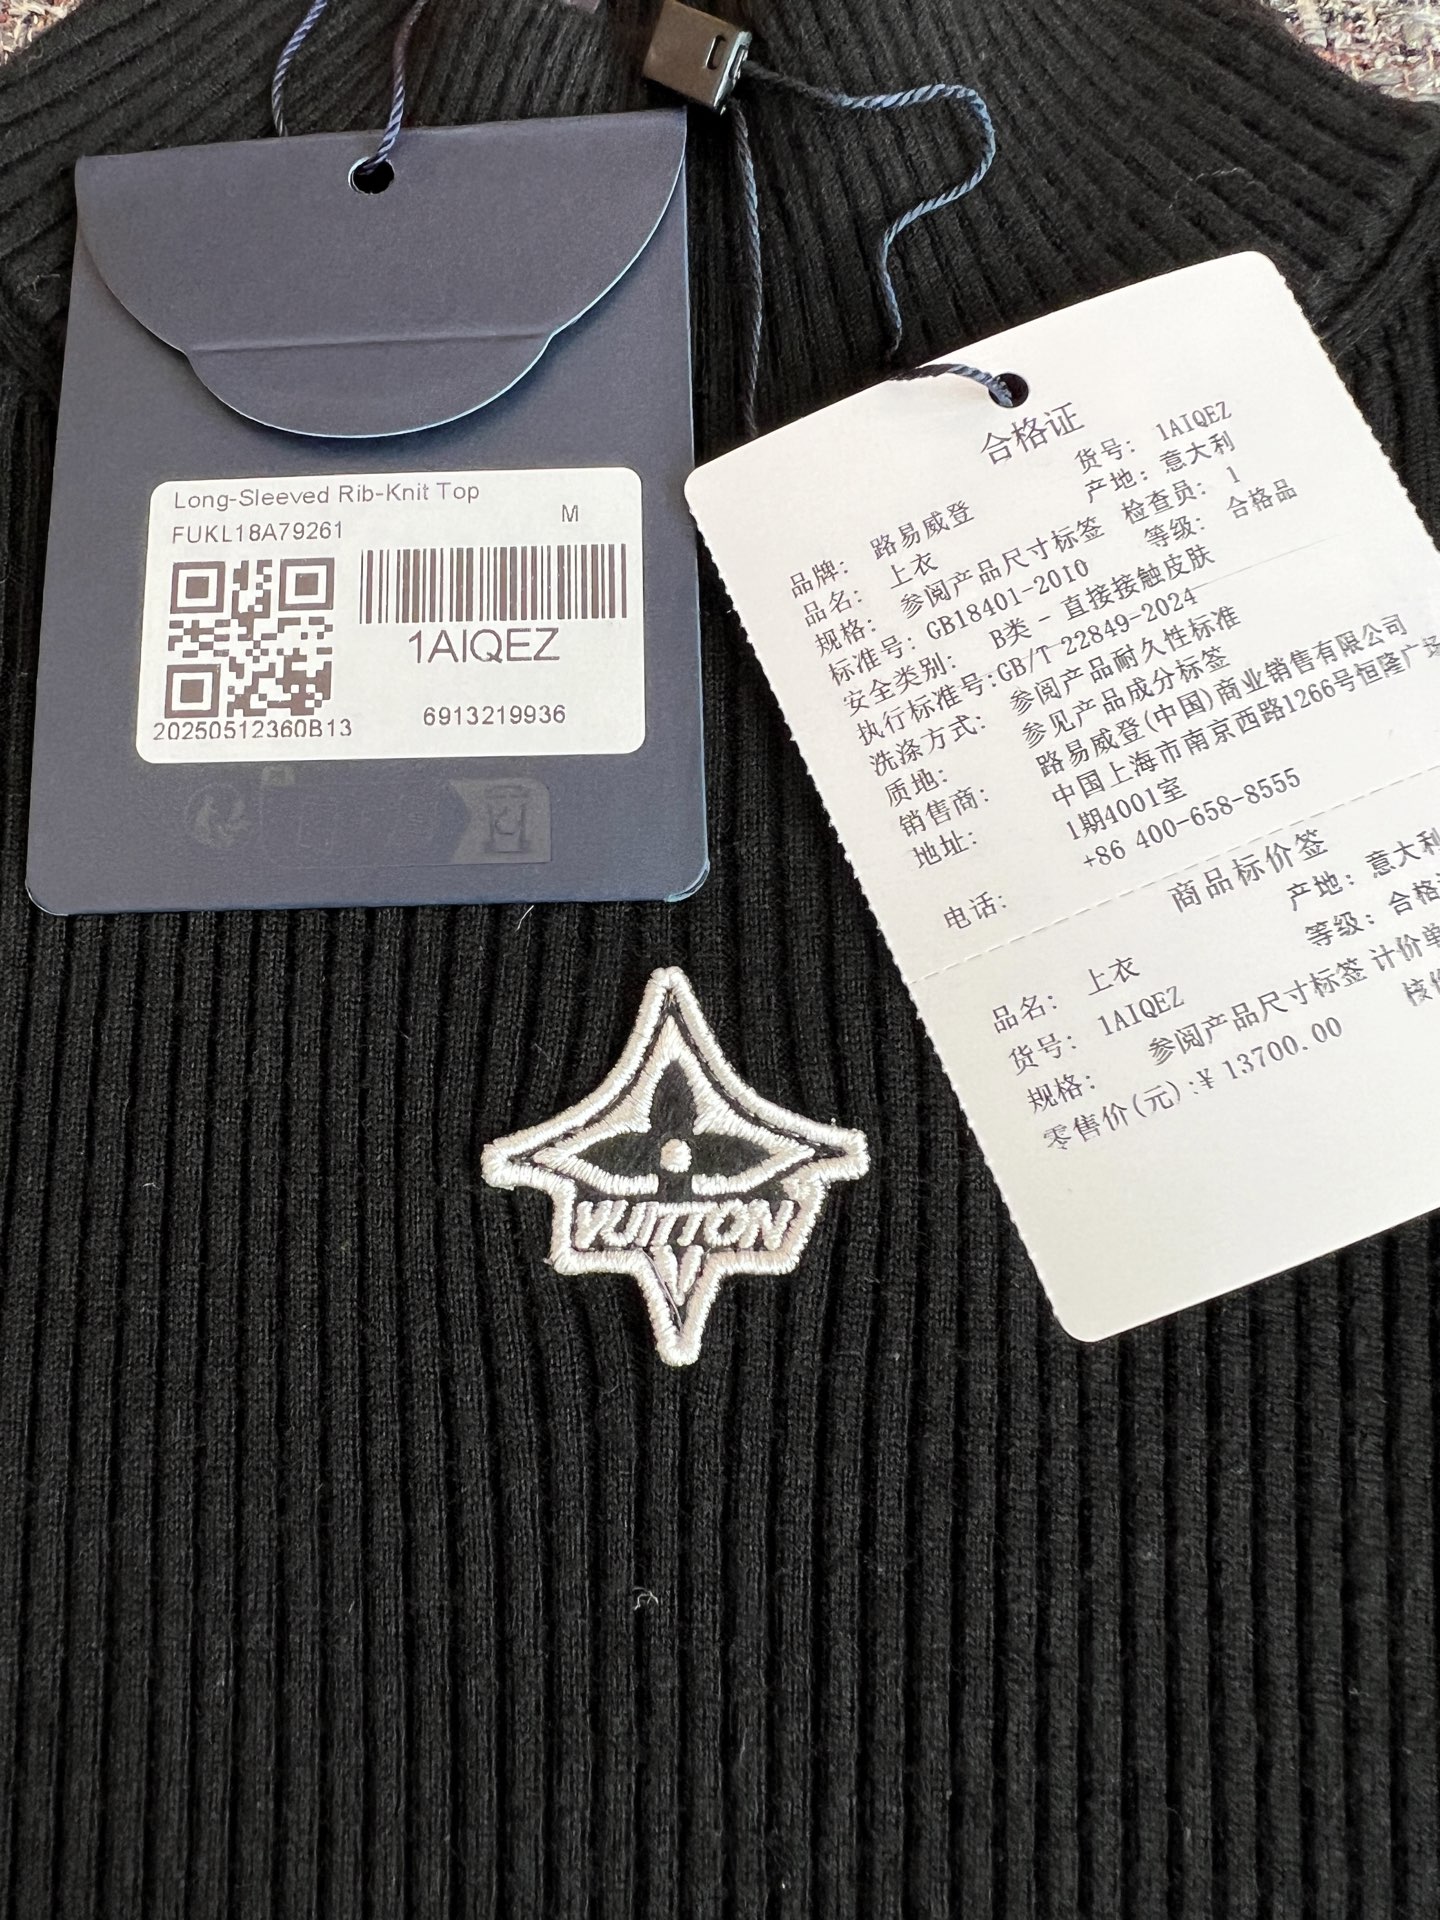 Long-Sleeved Rib-Knit Top
FUKL18A79261
M
1AIQEZ
20250512360B13
6913219936
合格证
货号: 1AIQEZ
品牌: 路易威登 产地: 意大利
品名: 上衣 检查员: 1
规格: 参阅产品尺寸标签 等级: 合格品
标准号: GB18401-2010
安全类别: B类 - 直接接触皮肤
执行标准号:GB/T 22849-2024
洗涤方式: 参阅产品耐久性标准
质地: 参见产品成分标签
销售商: 路易威登(中国)商业销售有限公司
地址: 中国上海市南京西路1266号恒隆广场
1期4001室
电话: +86 400-658-8555
商品标价签
品名: 上衣 产地: 意大利
货号: 1AIQEZ 等级: 合格
规格: 参阅产品尺寸标签 计价单
零售价(元):¥ 13700.00
VUITTON